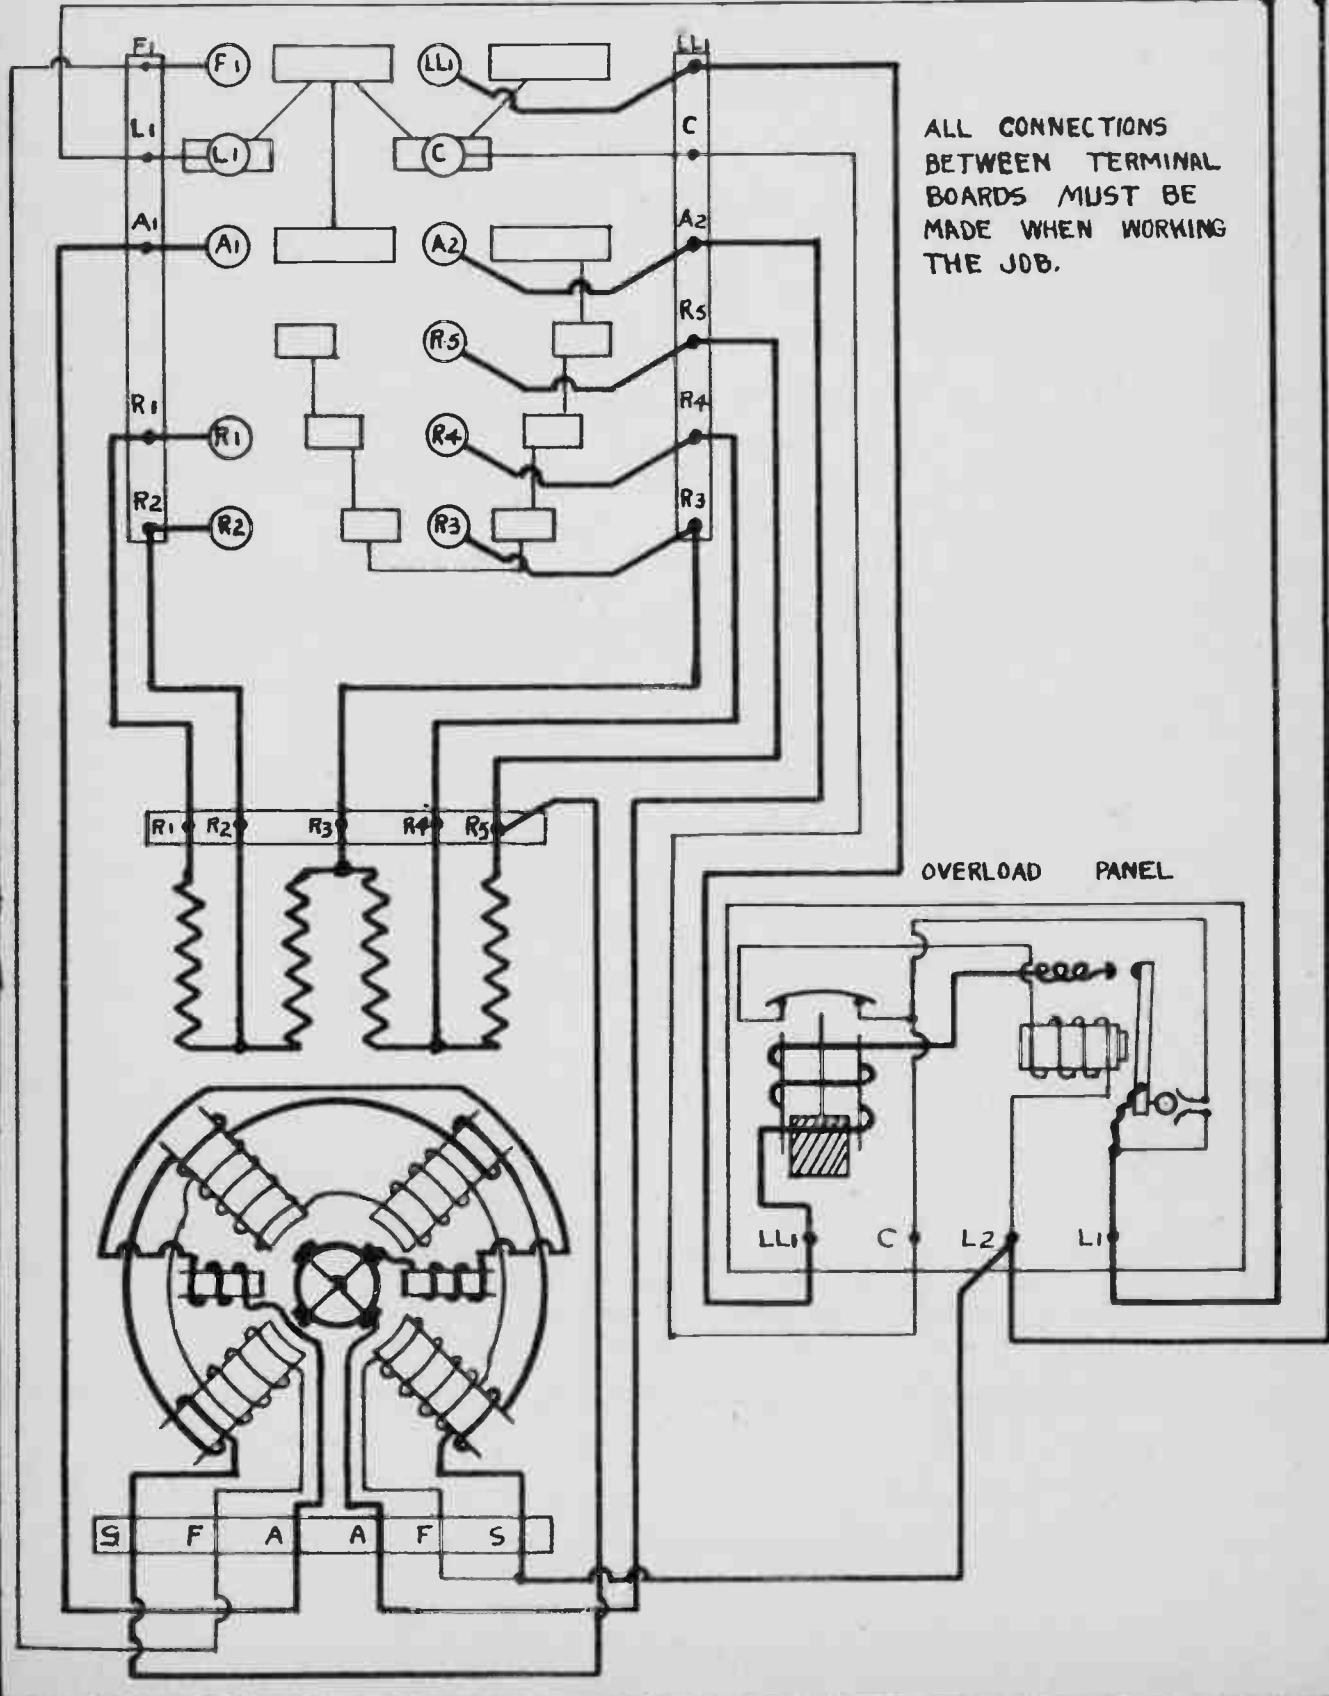 F1 F1 LL1 LL1
L1 L1 C C
ALL CONNECTIONS
BETWEEN TERMINAL
BOARDS MUST BE
MADE WHEN WORKING
THE JOB.
A1 A1 A2 A2
R5 R5
R1 R1 R4 R4
R2 R2 R3 R3
R1 R2 R3 R4 R5
OVERLOAD PANEL
LL1 C L2 L1
S F A A F S